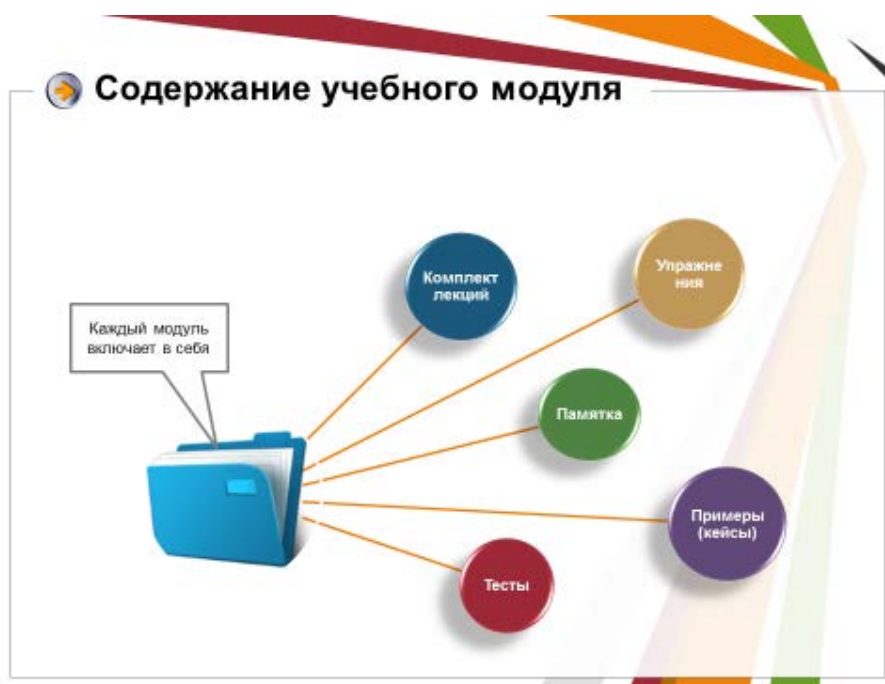 Содержание учебного модуля
Комплект
лекций
Упражне
ния
Каждый модуль
включает в себя
Памятка
Примеры
(кейсы)
Тесты